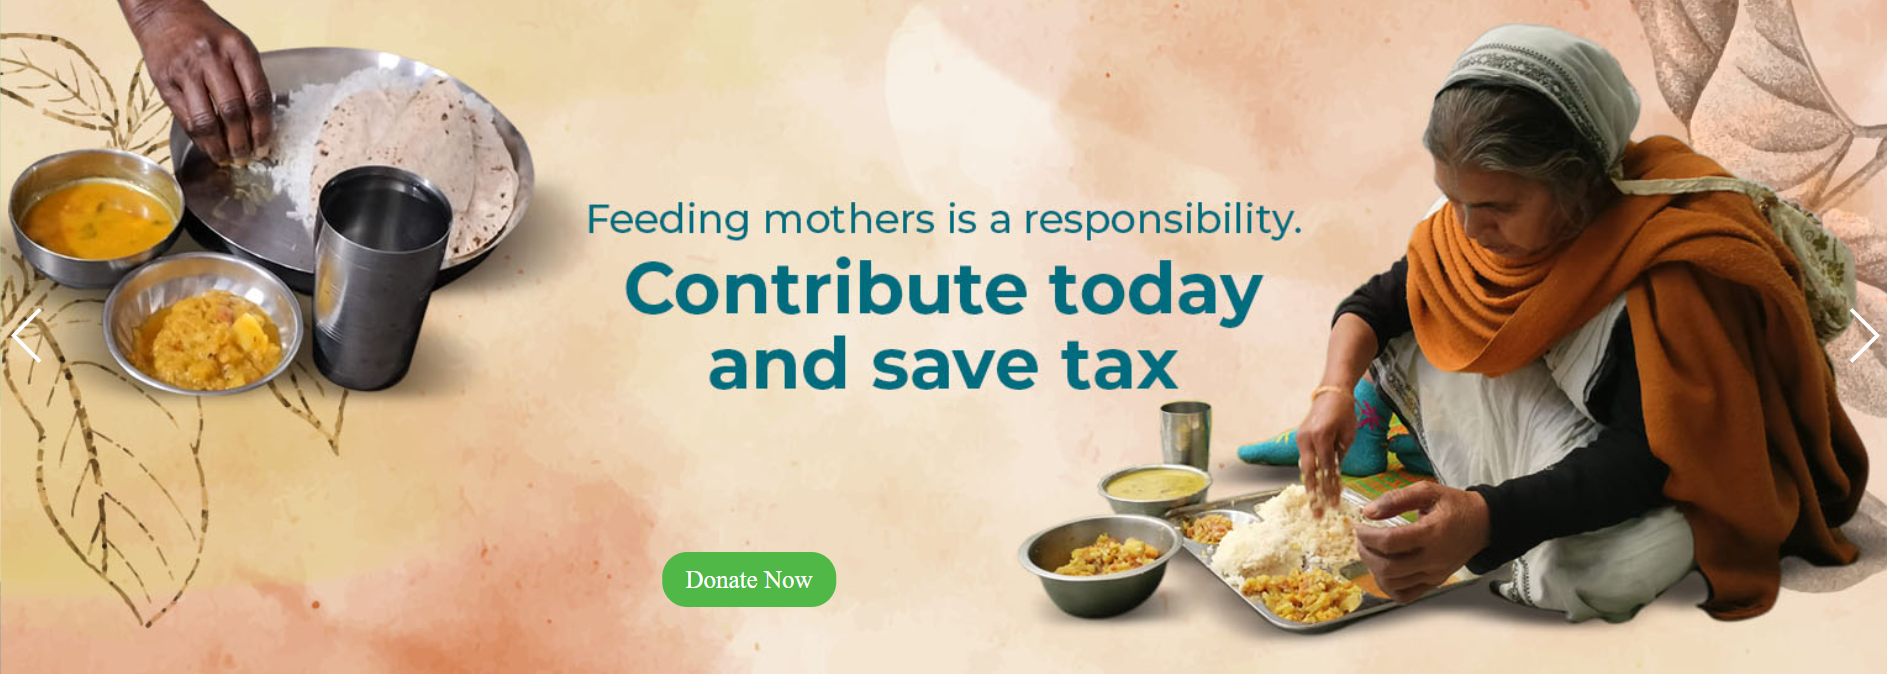 Feeding mothers is a responsibility.
Contribute today
and save tax
Donate Now